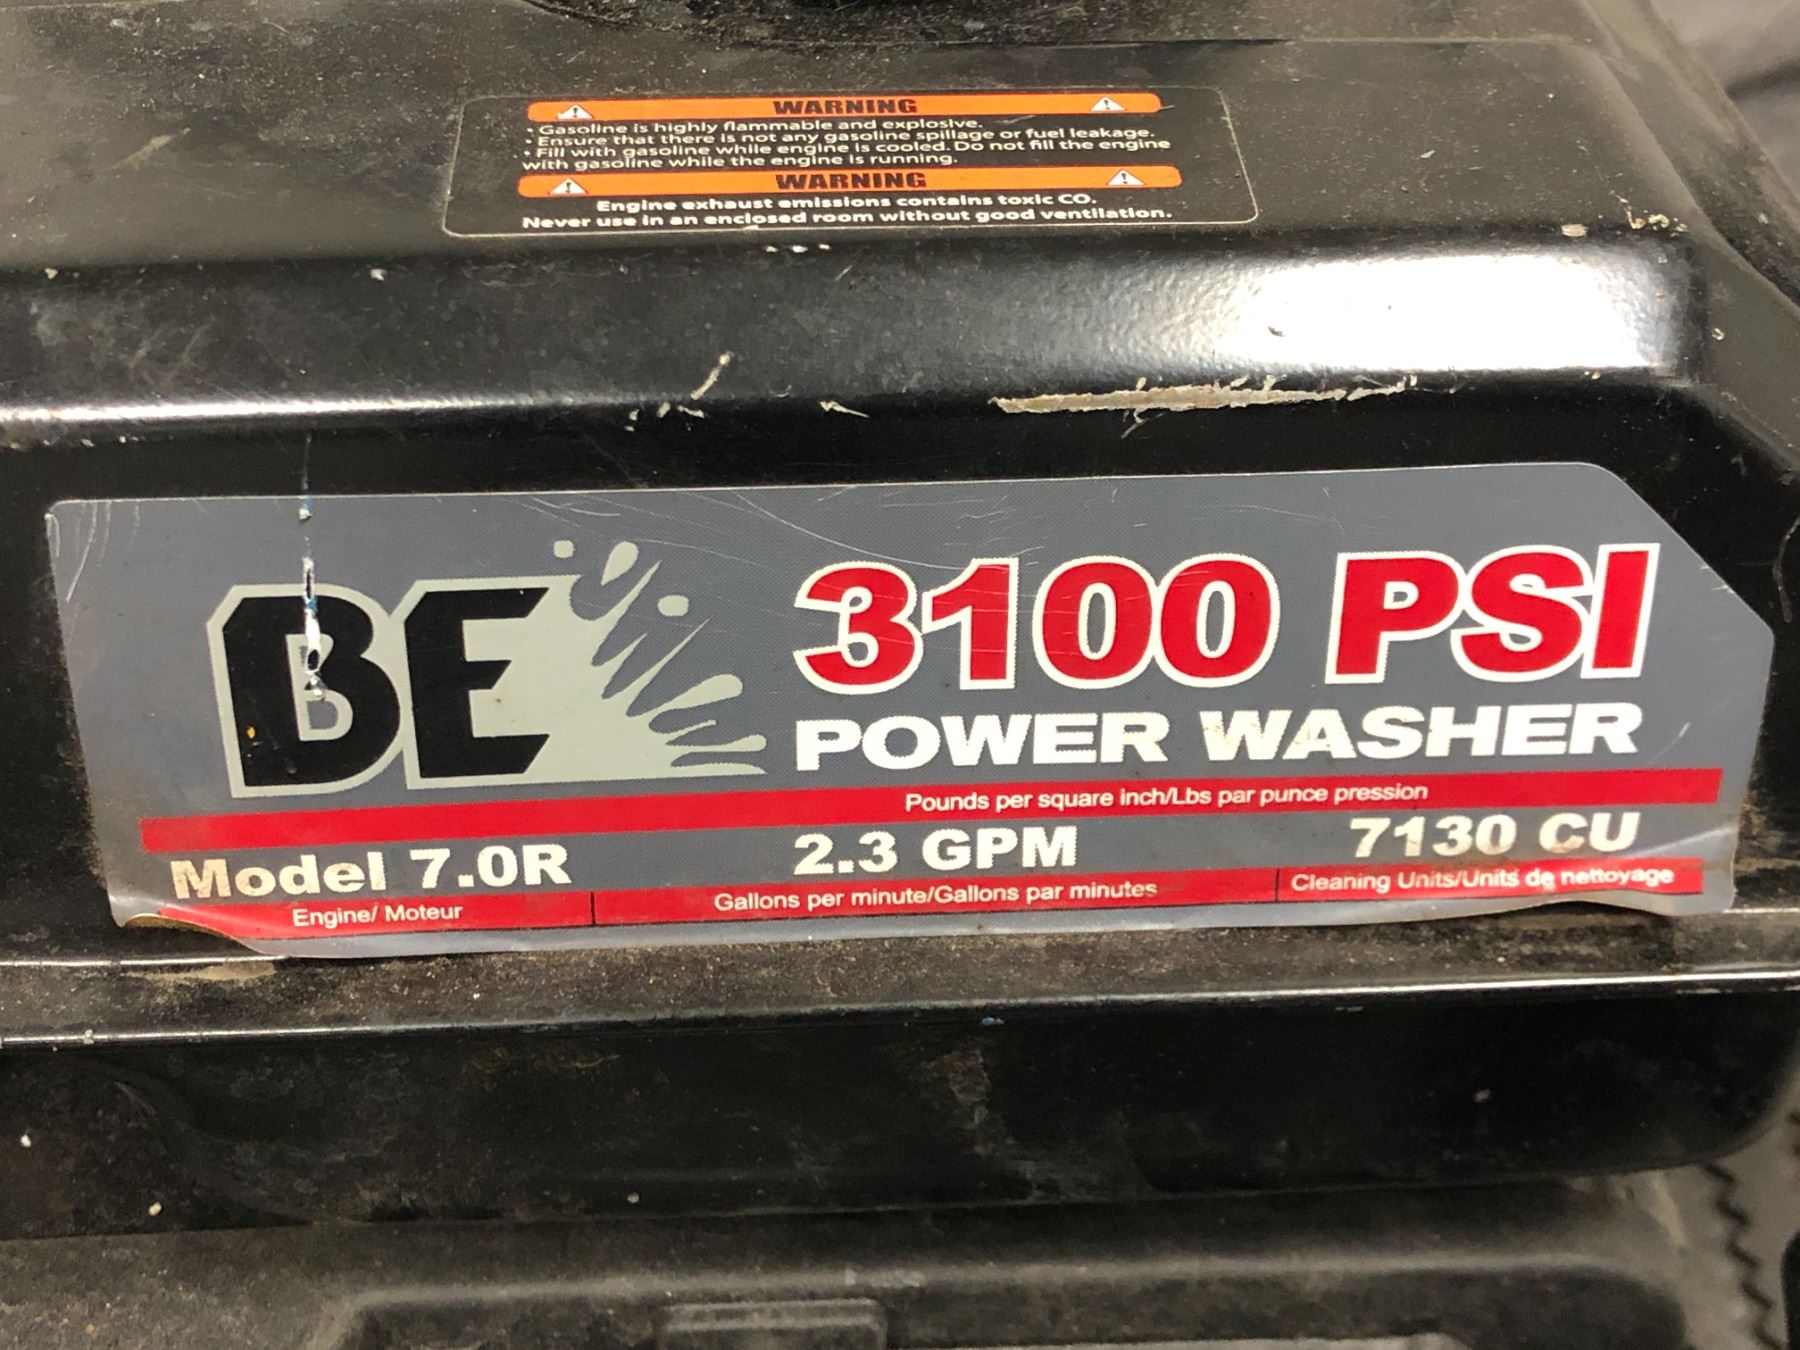 WARNING
• Gasoline is highly flammable and explosive.
• Ensure that there is not any gasoline spillage or fuel leakage.
• Fill with gasoline while engine is cooled. Do not fill the engine
with gasoline while the engine is running.
WARNING
Engine exhaust emissions contains toxic CO.
Never use in an enclosed room without good ventilation.
BE 3100 PSI
POWER WASHER
Pounds per square inch/Lbs par punce pression
Model 7.0R 2.3 GPM 7130 CU
Engine/ Moteur Gallons per minute/Gallons par minutes Cleaning Units/Units de nettoyage